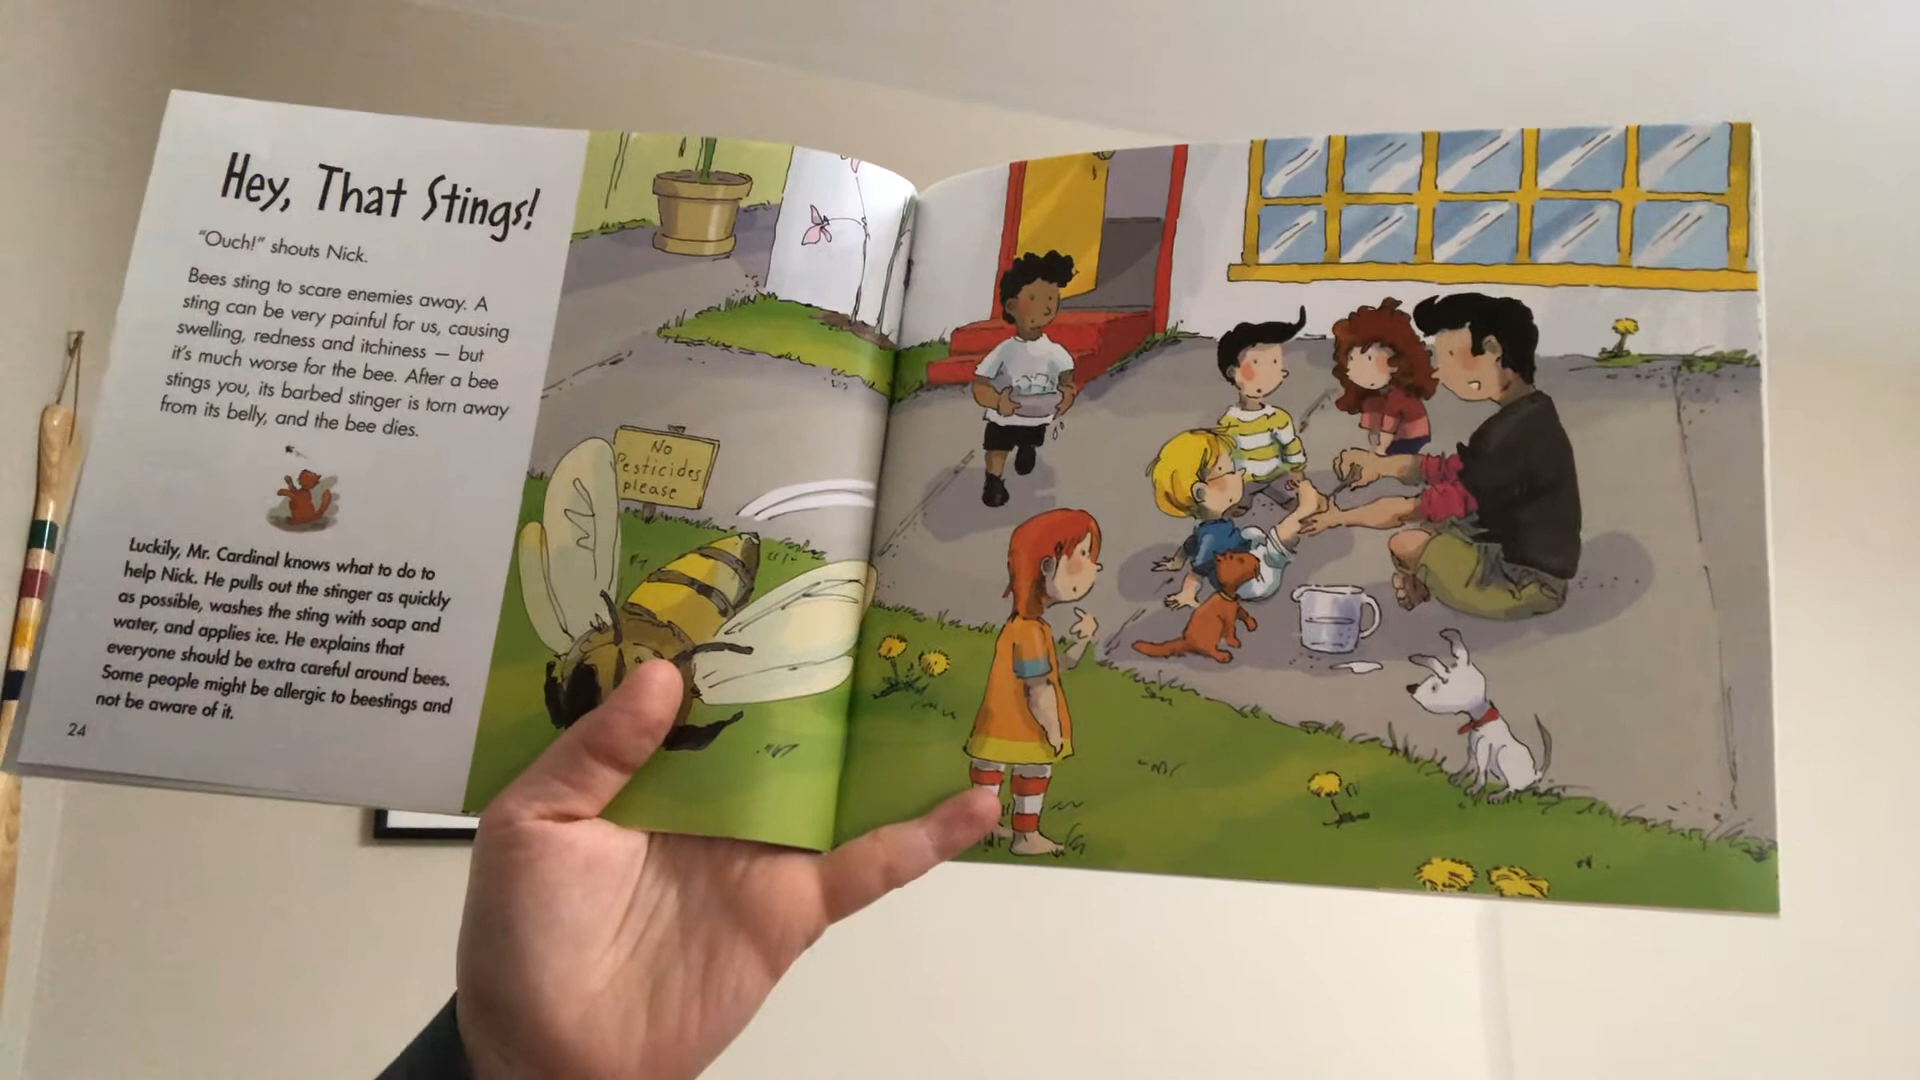 Hey, That Stings!
"Ouch!" shouts Nick.
Bees sting to scare enemies away. A
sting can be very painful for us, causing
swelling, redness and itchiness — but
it's much worse for the bee. After a bee
stings you, its barbed stinger is torn away
from its belly, and the bee dies.
Luckily, Mr. Cardinal knows what to do to
help Nick. He pulls out the stinger as quickly
as possible, washes the sting with soap and
water, and applies ice. He explains that
everyone should be extra careful around bees.
Some people might be allergic to beestings and
not be aware of it.
24
No
Pesticides
please